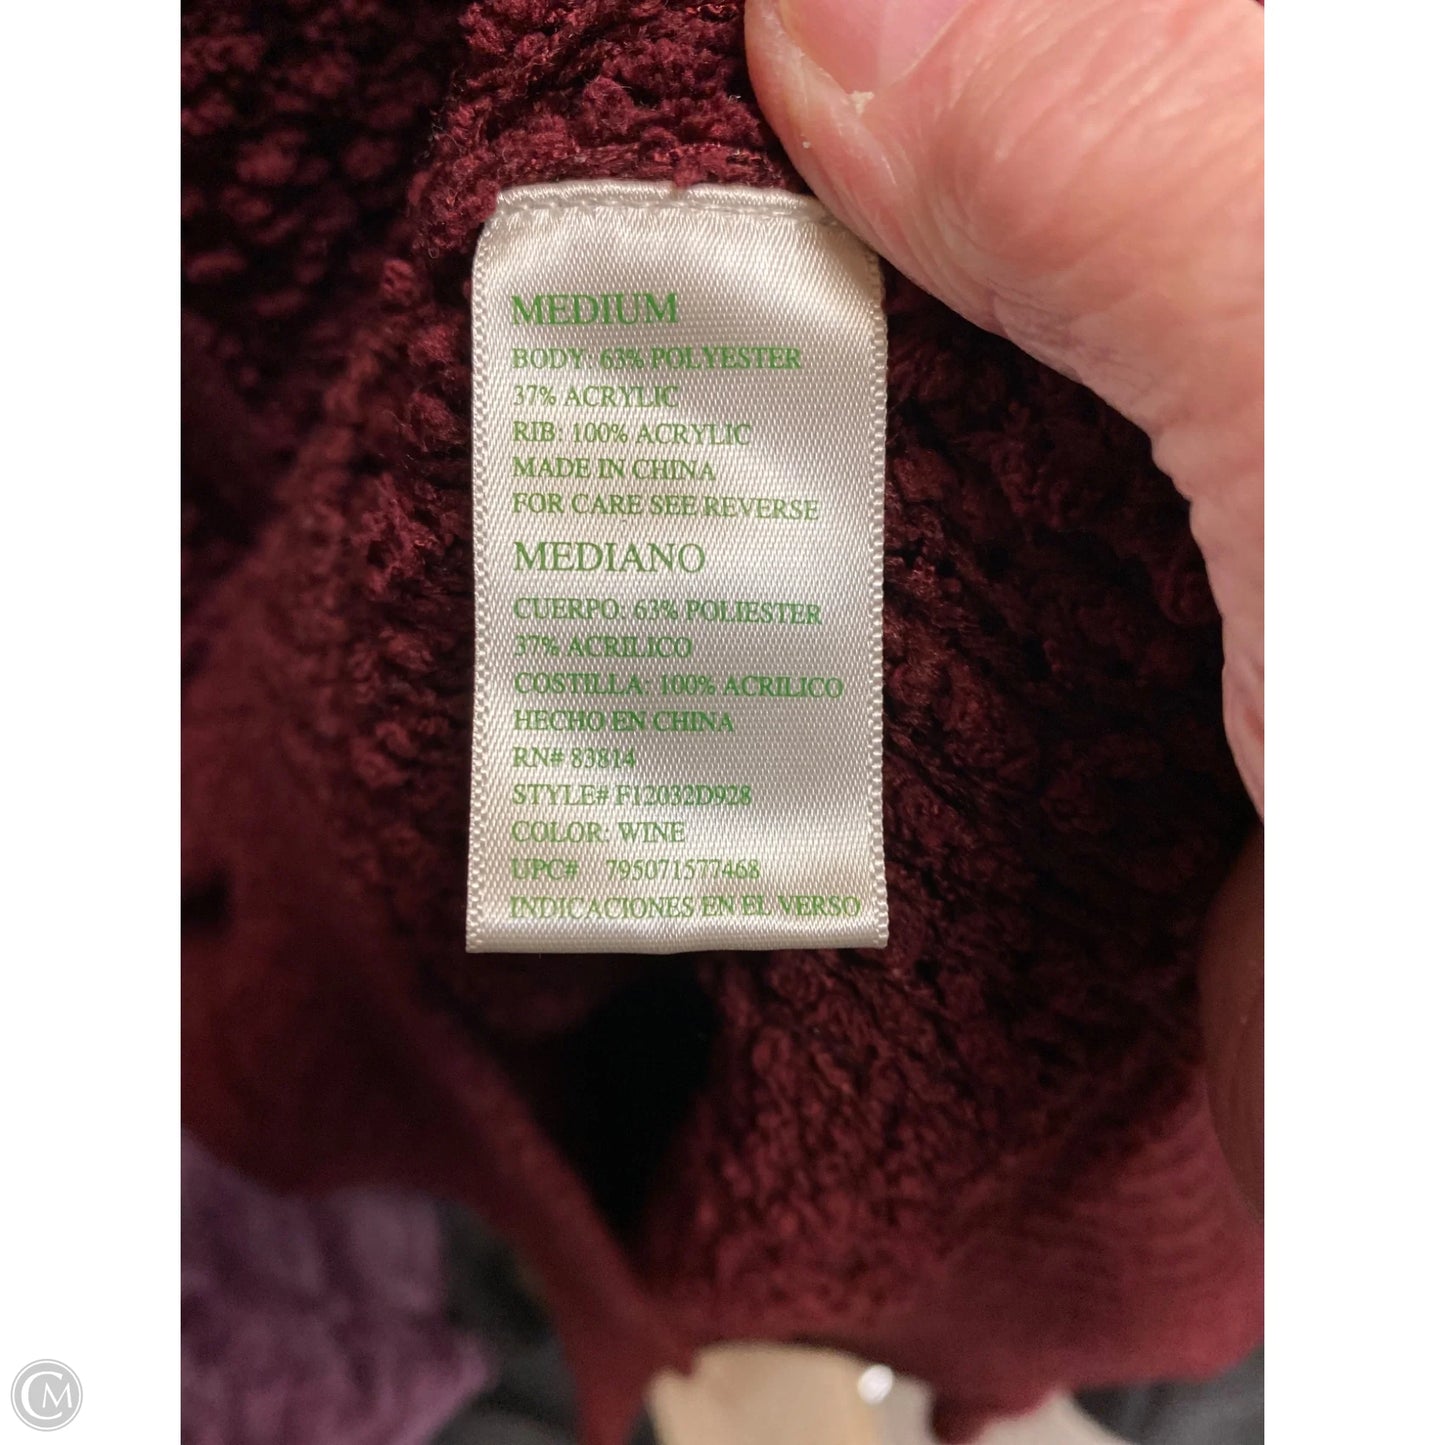 MEDIUM
BODY: 63% POLYESTER
37% ACRYLIC
RIB: 100% ACRYLIC
MADE IN CHINA
FOR CARE SEE REVERSE
MEDIANO
CUERPO: 63% POLIESTER
37% ACRILICO
COSTILLA: 100% ACRILICO
HECHO EN CHINA
RN# 83814
STYLE# F12032D928
COLOR: WINE
UPC# 795071577468
INDICACIONES EN EL VERSO
CM